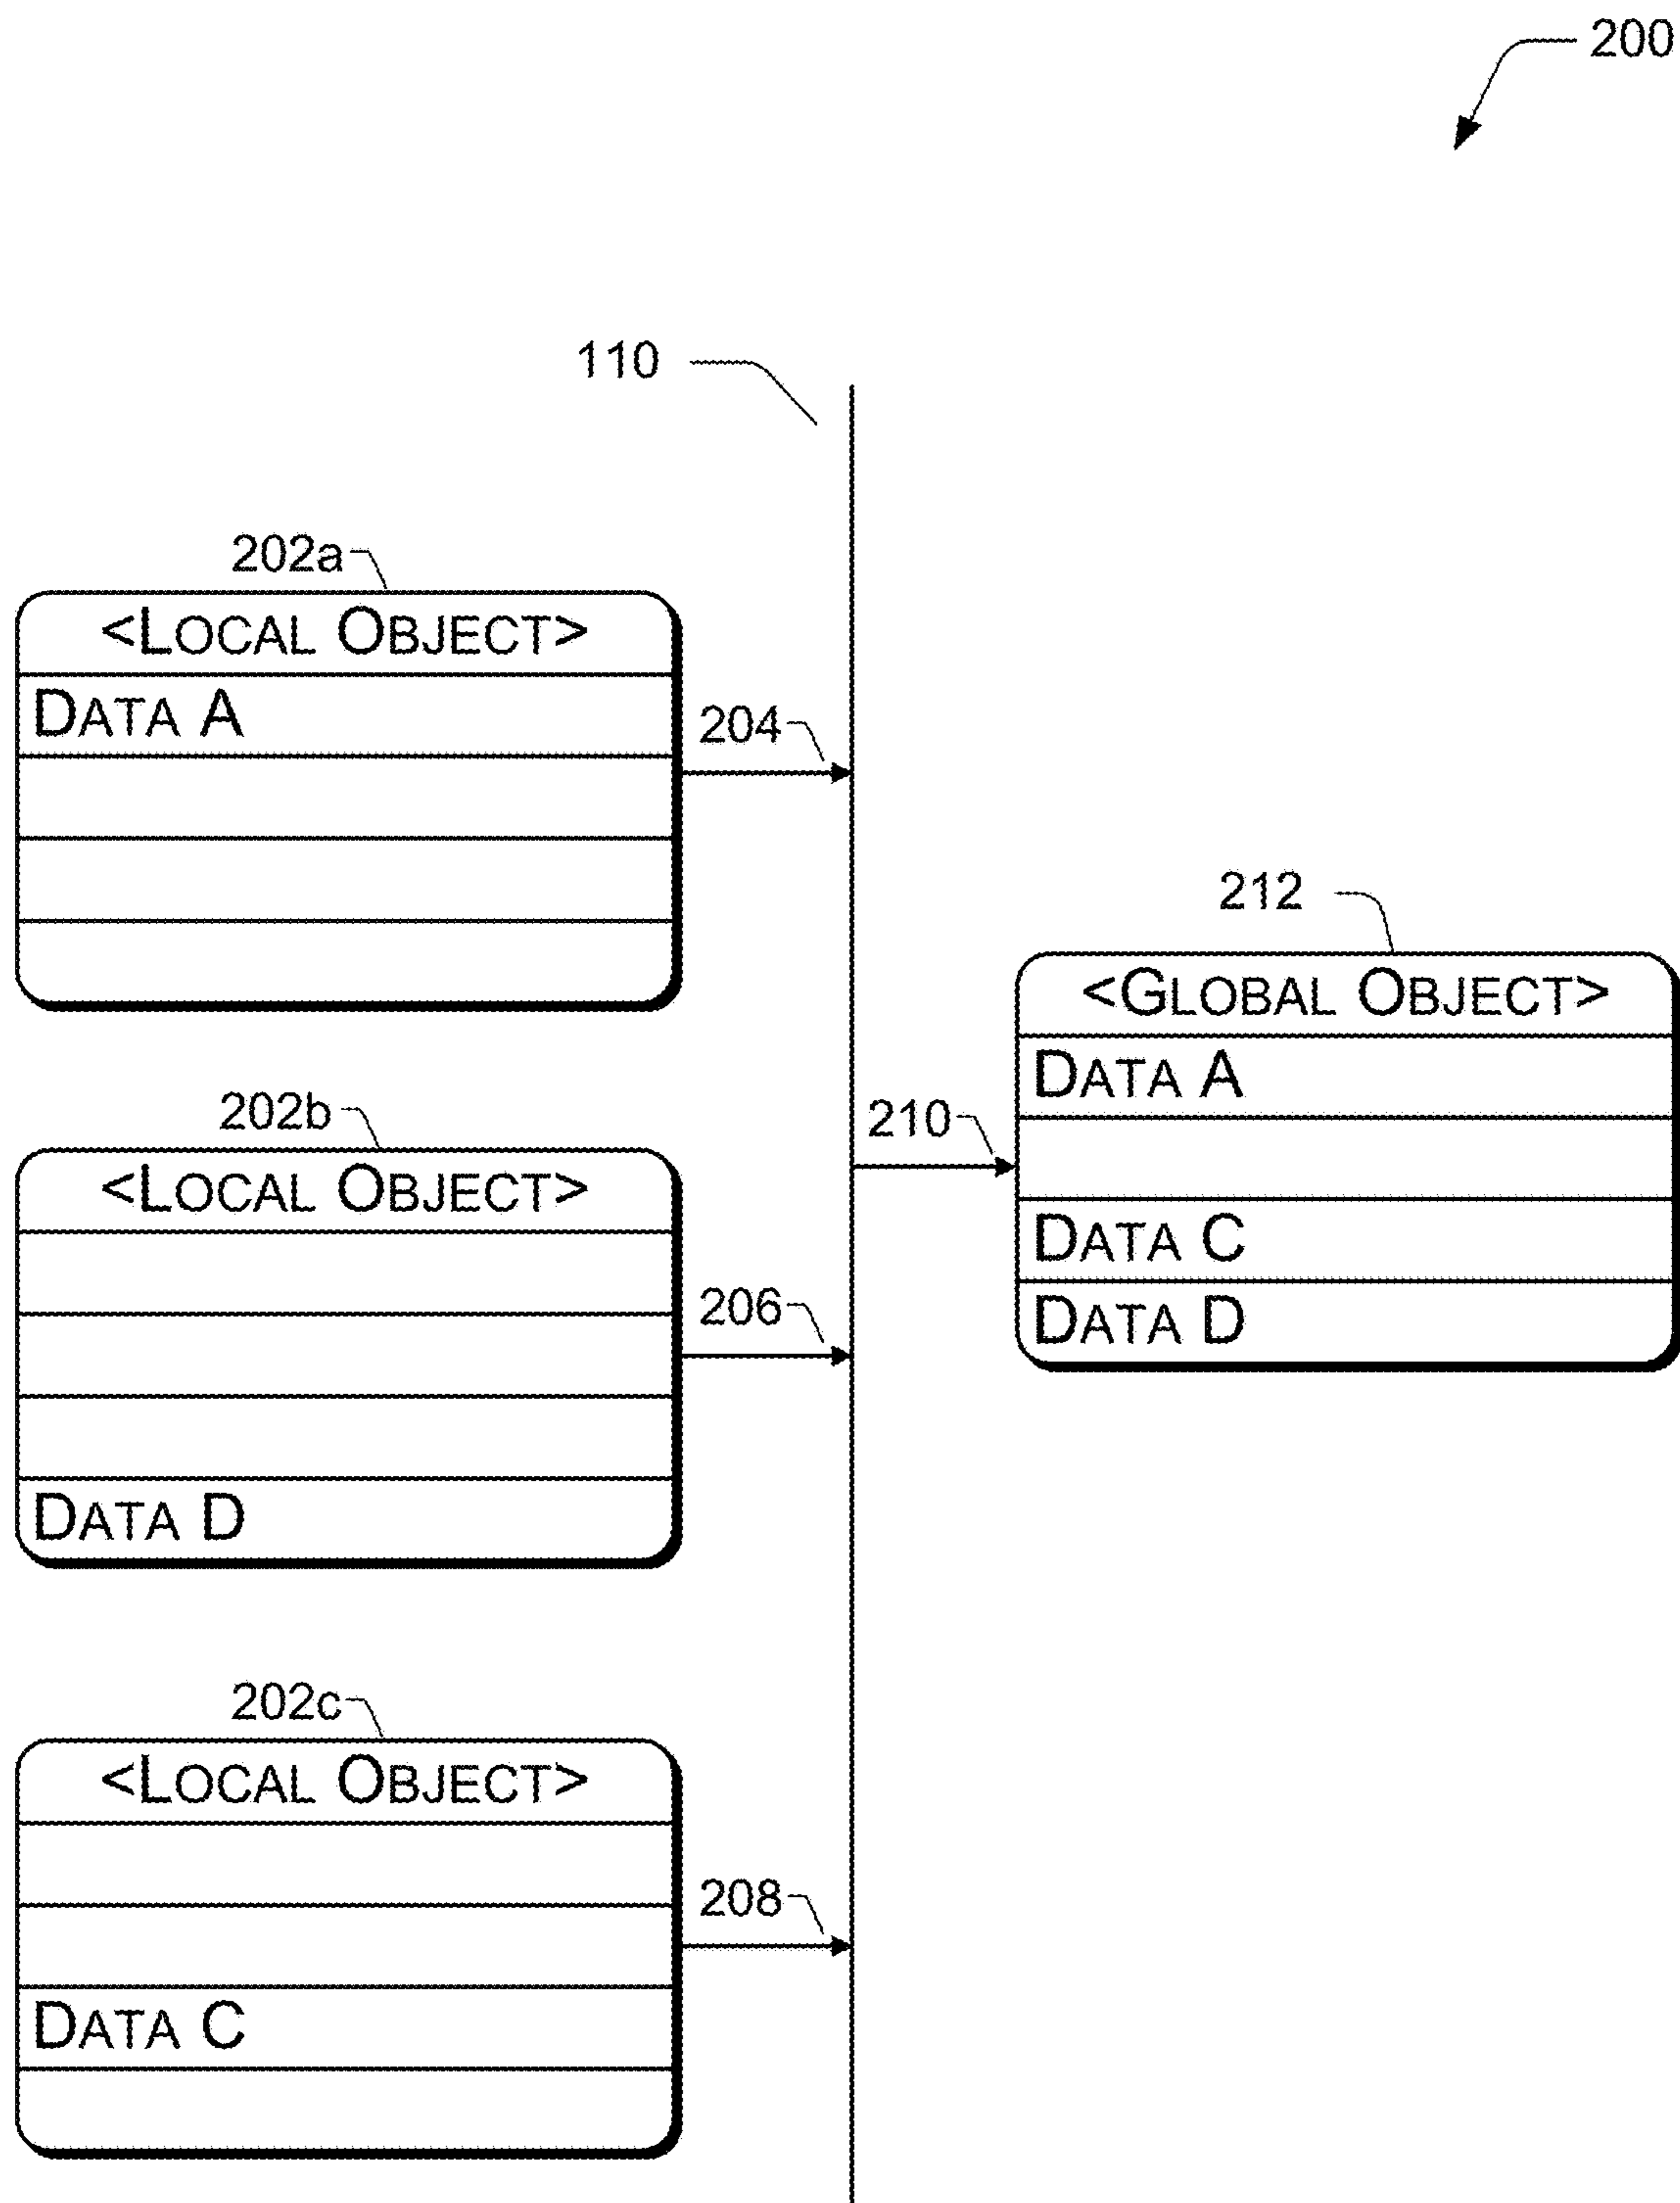 200
110
202a
<LOCAL OBJECT>
DATA A
204
212
<GLOBAL OBJECT>
DATA A
DATA C
DATA D
210
202b
<LOCAL OBJECT>
DATA D
206
202c
<LOCAL OBJECT>
DATA C
208